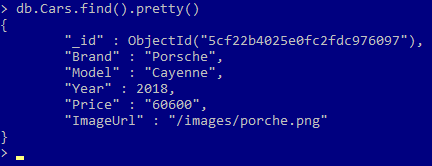 > db.Cars.find().pretty()
{
        "_id" : ObjectId("5cf22b4025e0fc2fdc976097"),
        "Brand" : "Porsche",
        "Model" : "Cayenne",
        "Year" : 2018,
        "Price" : "60600",
        "ImageUrl" : "/images/porche.png"
}
>